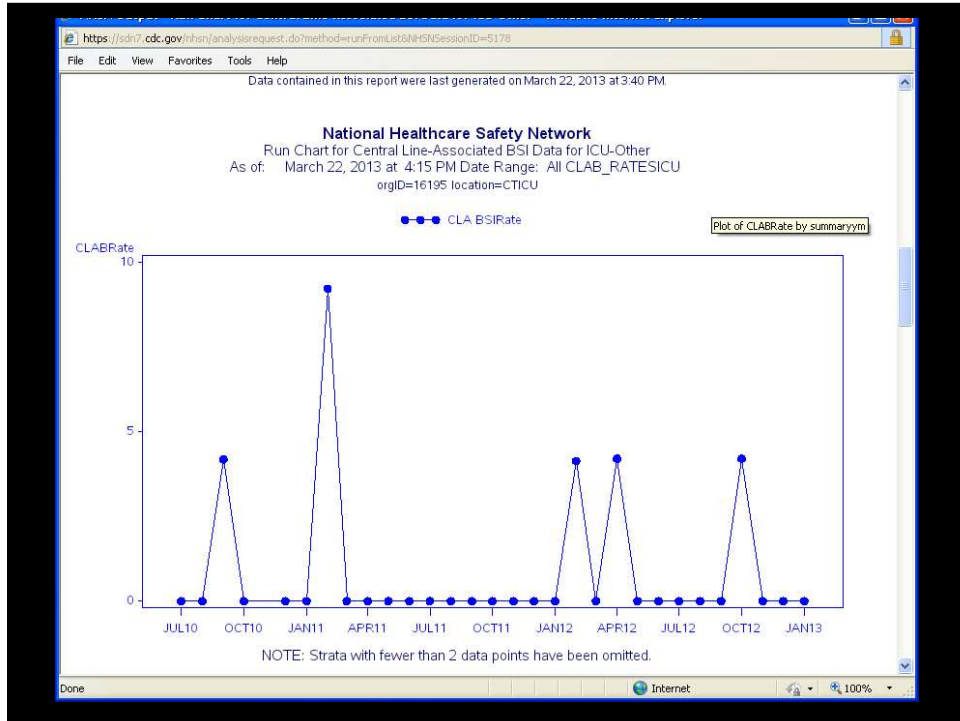 https://sdn7.cdc.gov/nhsn/analysisrequest.do?method=runFromList&NHSNSessionID=5178
File Edit View Favorites Tools Help
Data contained in this report were last generated on March 22, 2013 at 3:40 PM.
National Healthcare Safety Network
Run Chart for Central Line-Associated BSI Data for ICU-Other
As of: March 22, 2013 at 4:15 PM Date Range: All CLAB_RATESICU
orgID=16195 location=CTICU
CLA BSIRate
Plot of CLABRate by summaryym
CLABRate
10
5
0
JUL10 OCT10 JAN11 APR11 JUL11 OCT11 JAN12 APR12 JUL12 OCT12 JAN13
NOTE: Strata with fewer than 2 data points have been omitted.
Done Internet 100%